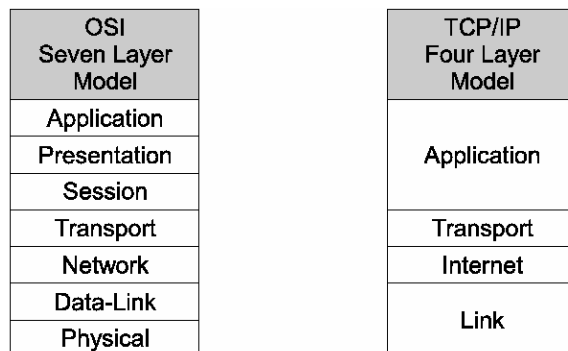 OSI
Seven Layer
Model
Application
Presentation
Session
Transport
Network
Data-Link
Physical
TCP/IP
Four Layer
Model
Application
Transport
Internet
Link